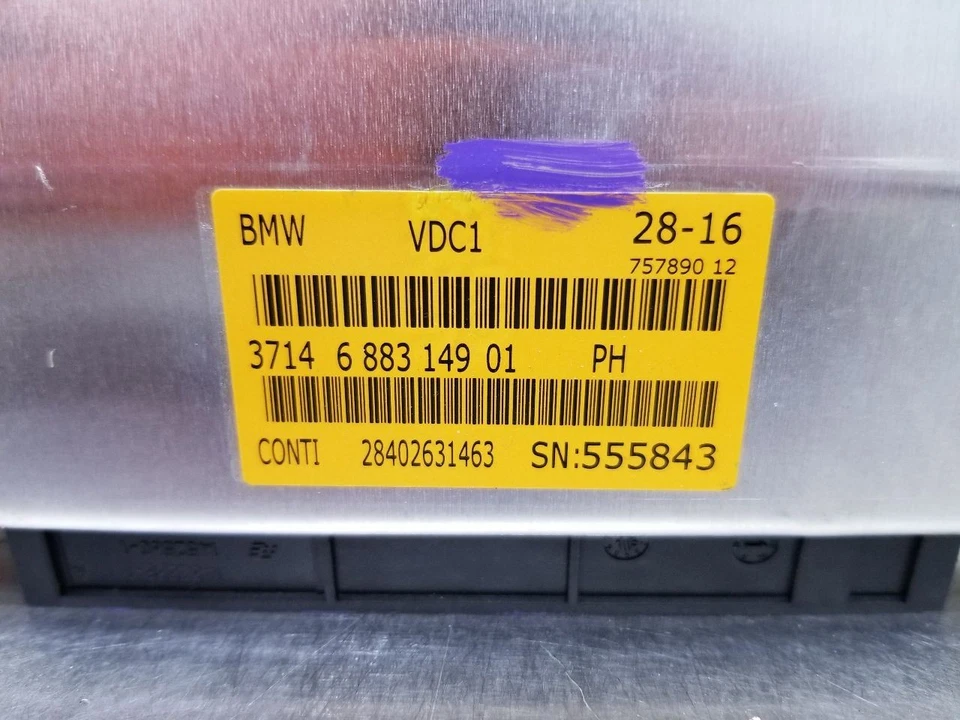 BMW VDC1 28-16
757890 12
3714 6 883 149 01 PH
CONTI 28402631463 SN:555843